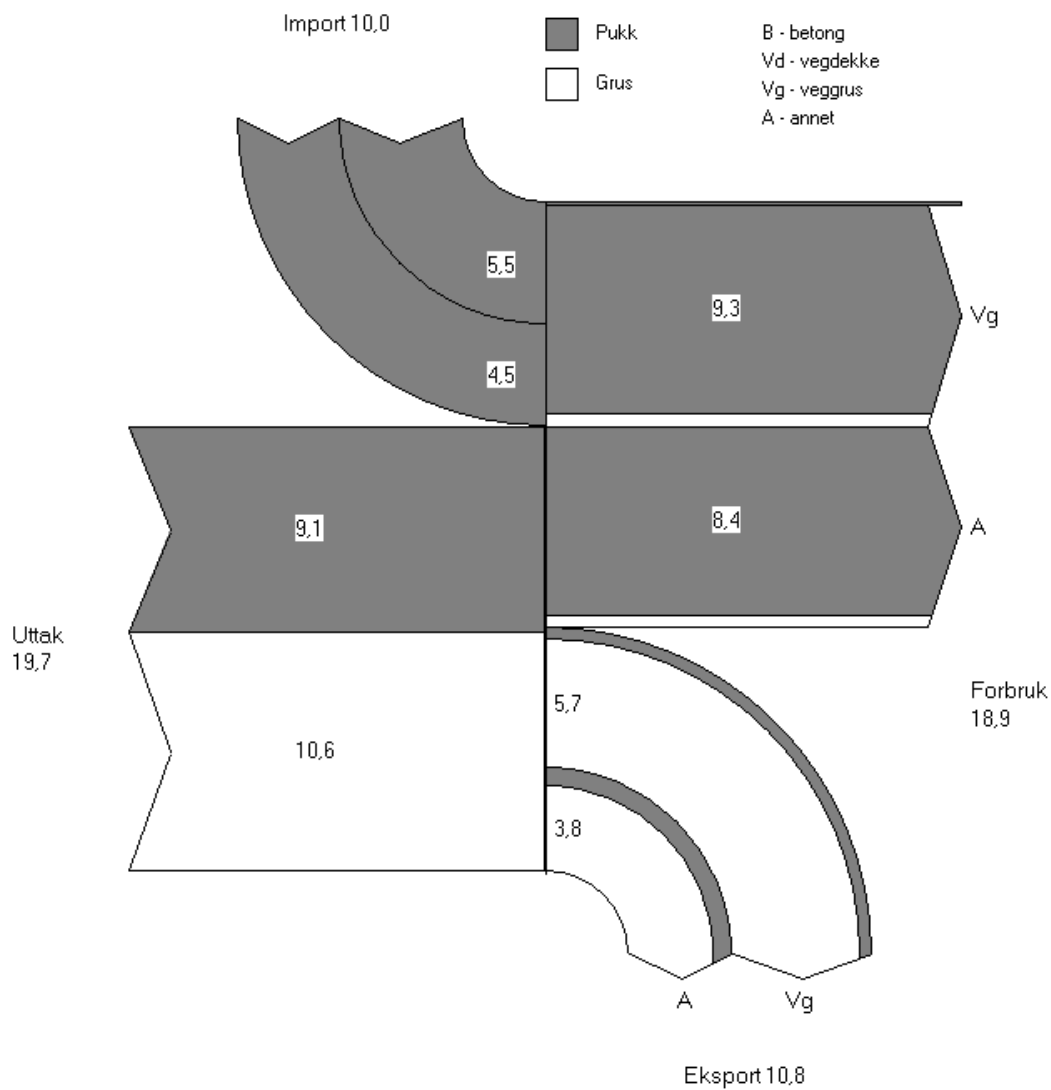 Import 10,0
Pukk
Grus
B - betong
Vd - vegdekke
Vg - veggrus
A - annet
5,5
4,5
9,3
Vg
9,1
8,4
A
Uttak
19,7
10,6
5,7
3,8
Forbruk
18,9
A
Vg
Eksport 10,8